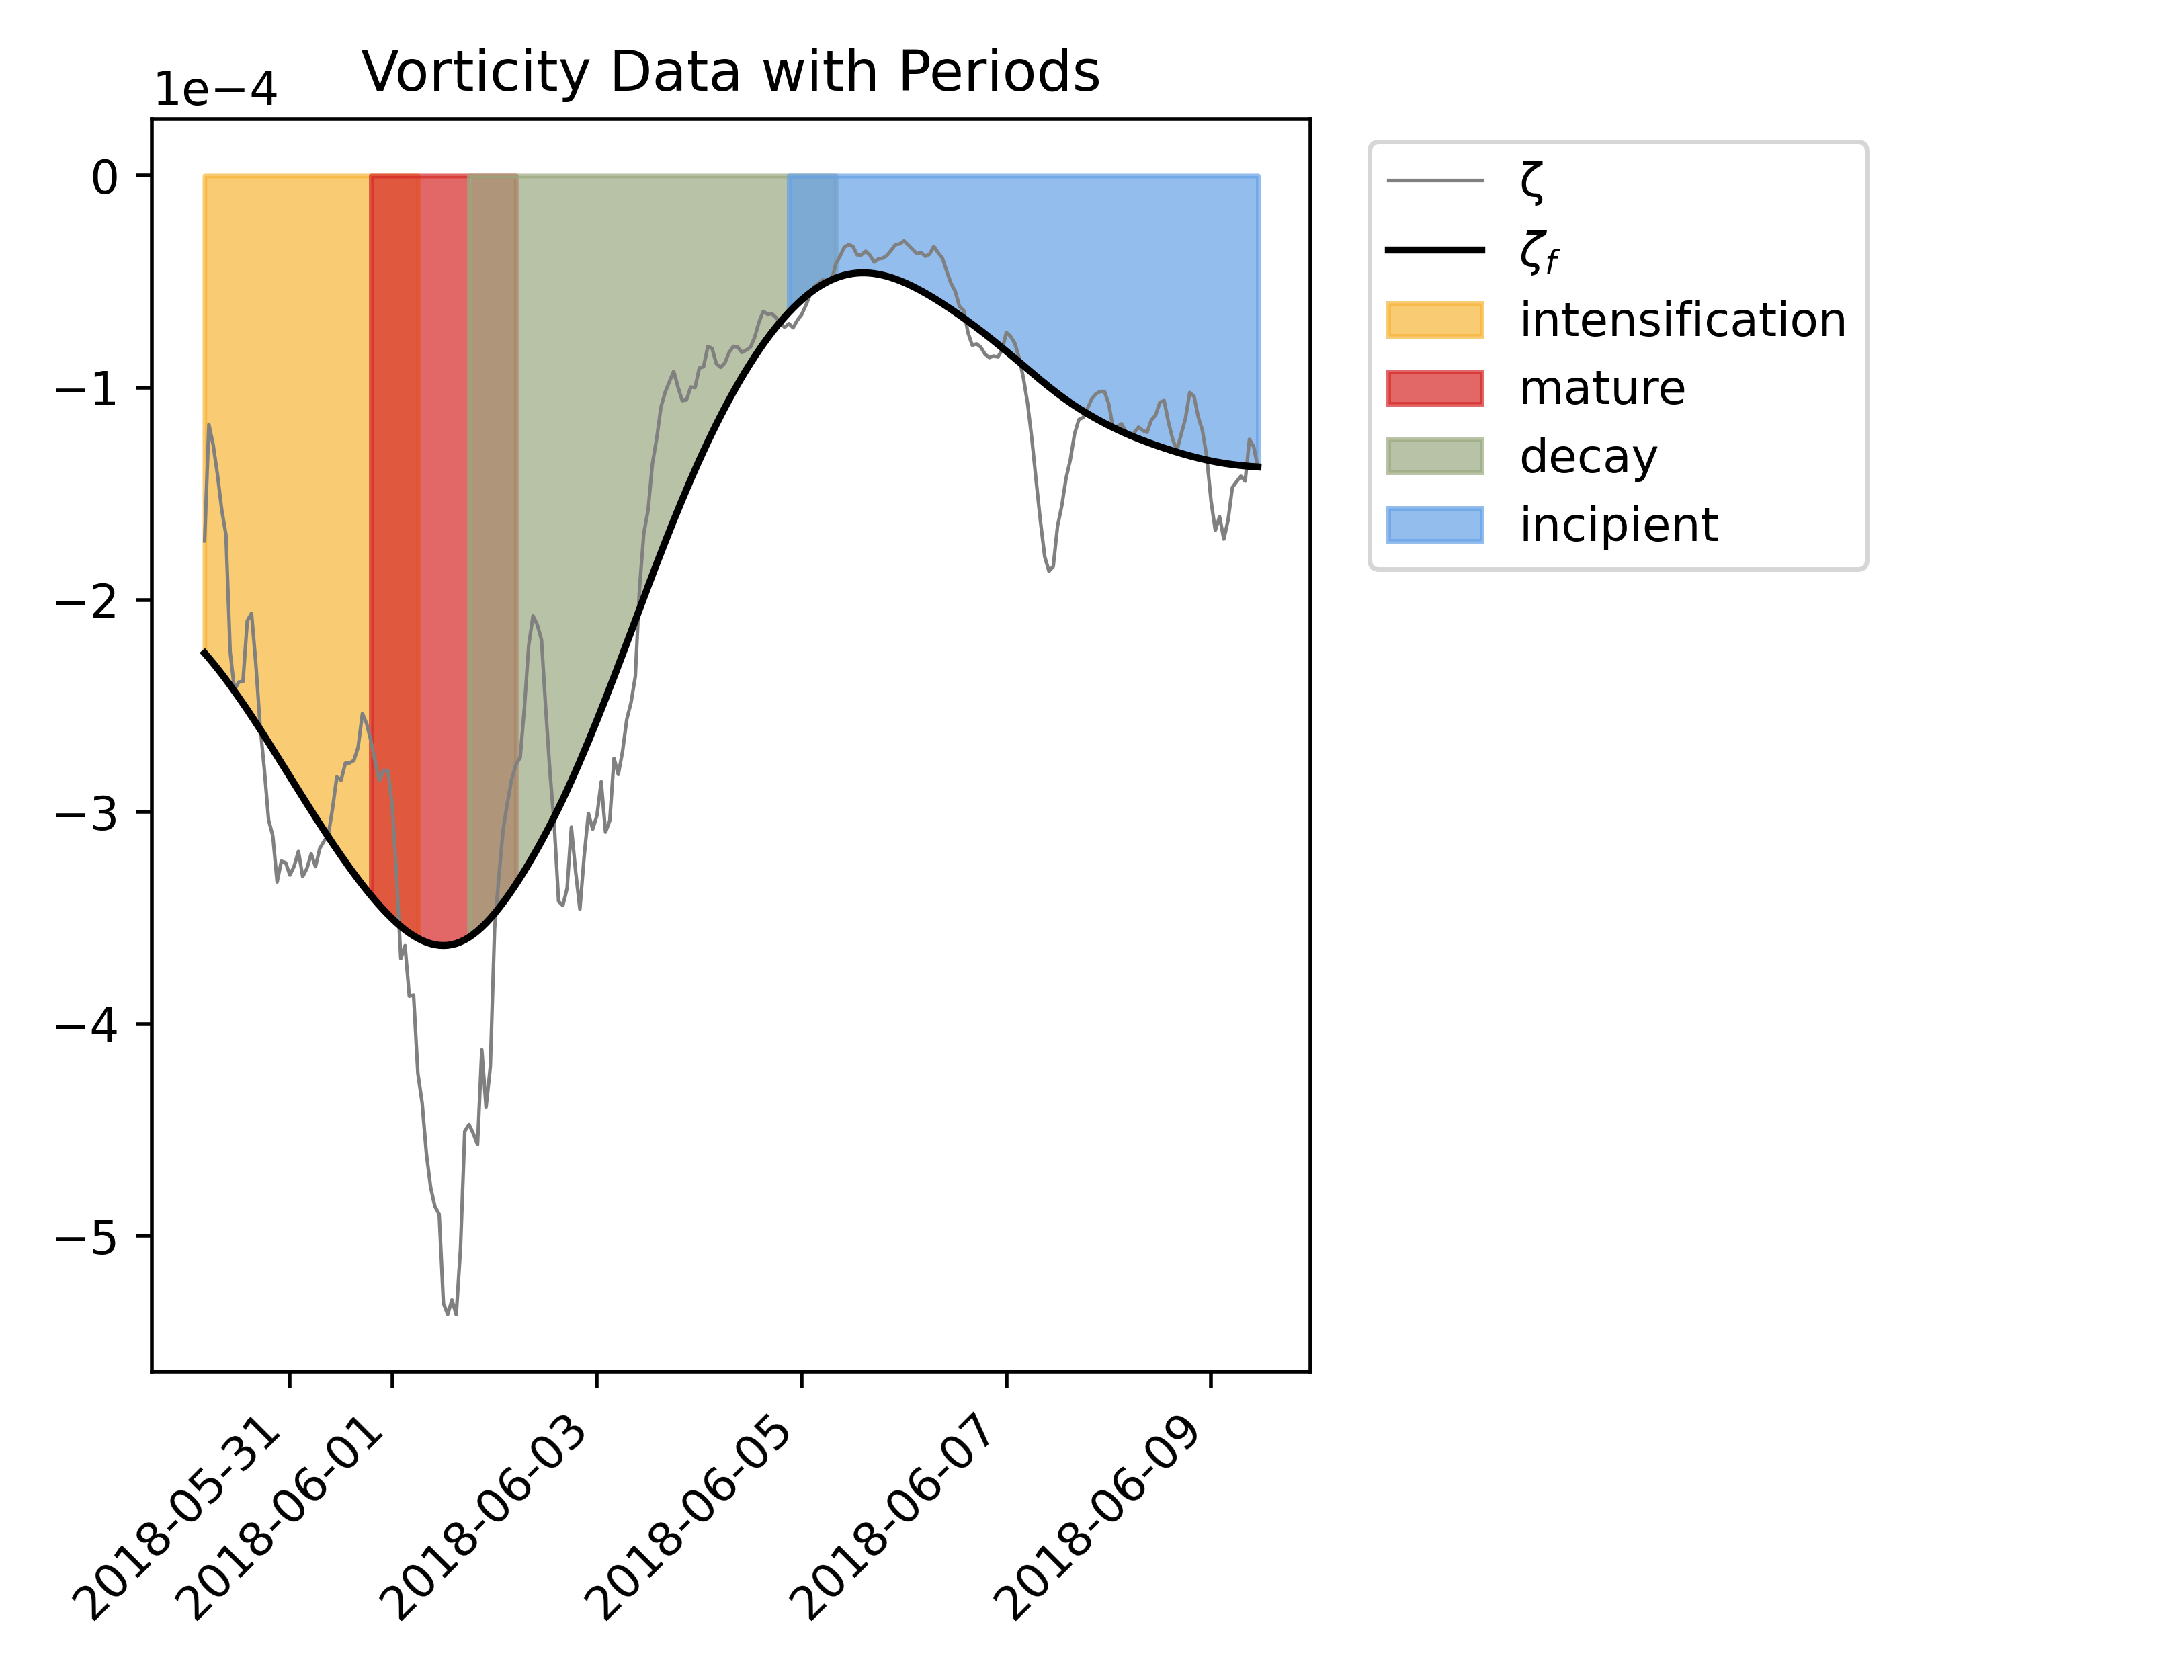 Vorticity Data with Periods
1e−4
0
−1
−2
−3
−4
−5
2018-05-31
2018-06-01
2018-06-03
2018-06-05
2018-06-07
2018-06-09
ζ
ζf
intensification
mature
decay
incipient